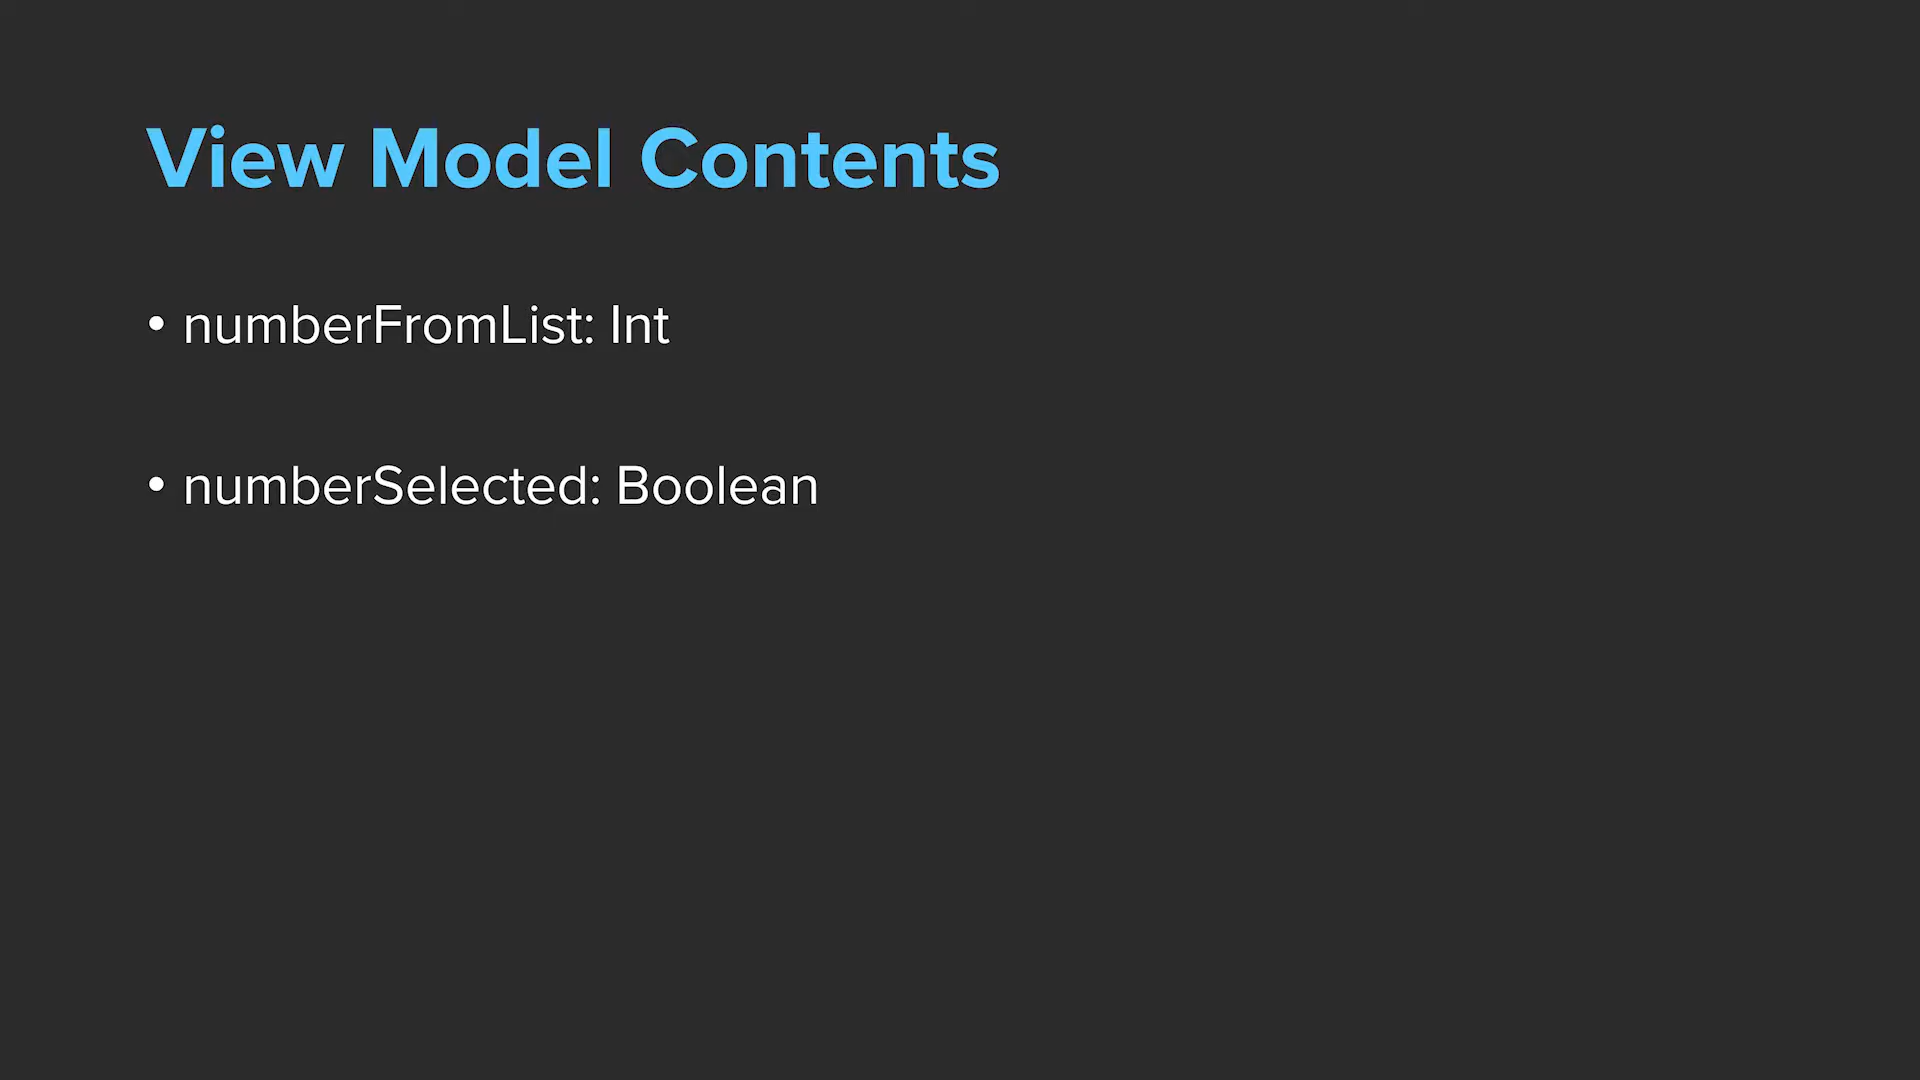 View Model Contents
• numberFromList: Int
• numberSelected: Boolean